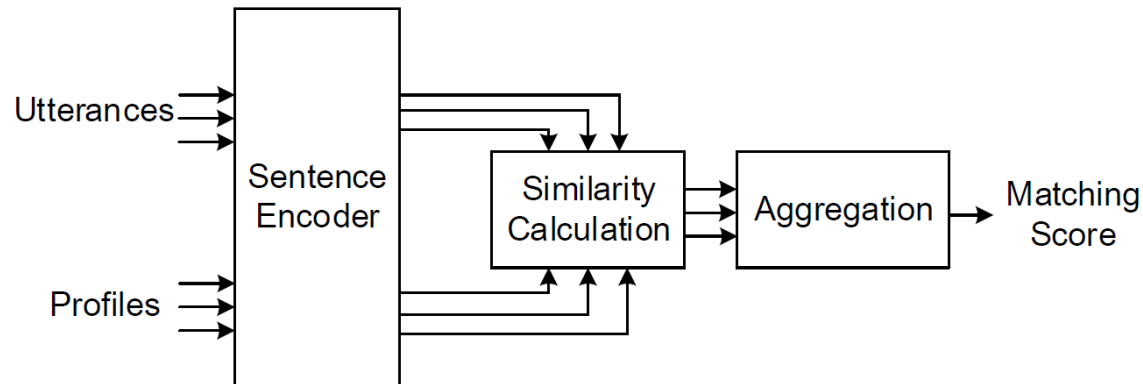 Utterances
Profiles
Sentence
Encoder
Similarity
Calculation
Aggregation
Matching
Score